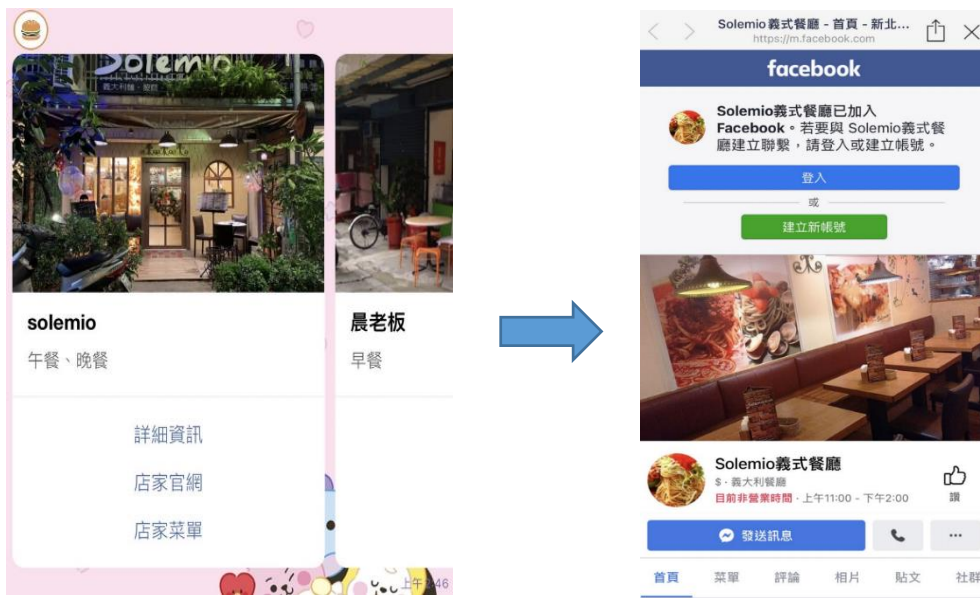 Solemio
義大利麵．披薩
solemio
午餐、晚餐
詳細資訊
店家官網
店家菜單
晨老板
早餐
Solemio義式餐廳 - 首頁 - 新北...
https://m.facebook.com
facebook
Solemio義式餐廳已加入
Facebook。若要與 Solemio義式餐
廳建立聯繫，請登入或建立帳號。
登入
或
建立新帳號
Solemio義式餐廳
$ · 義大利餐廳
目前非營業時間 · 上午11:00 - 下午2:00
讚
發送訊息
首頁 菜單 評論 相片 貼文 社群